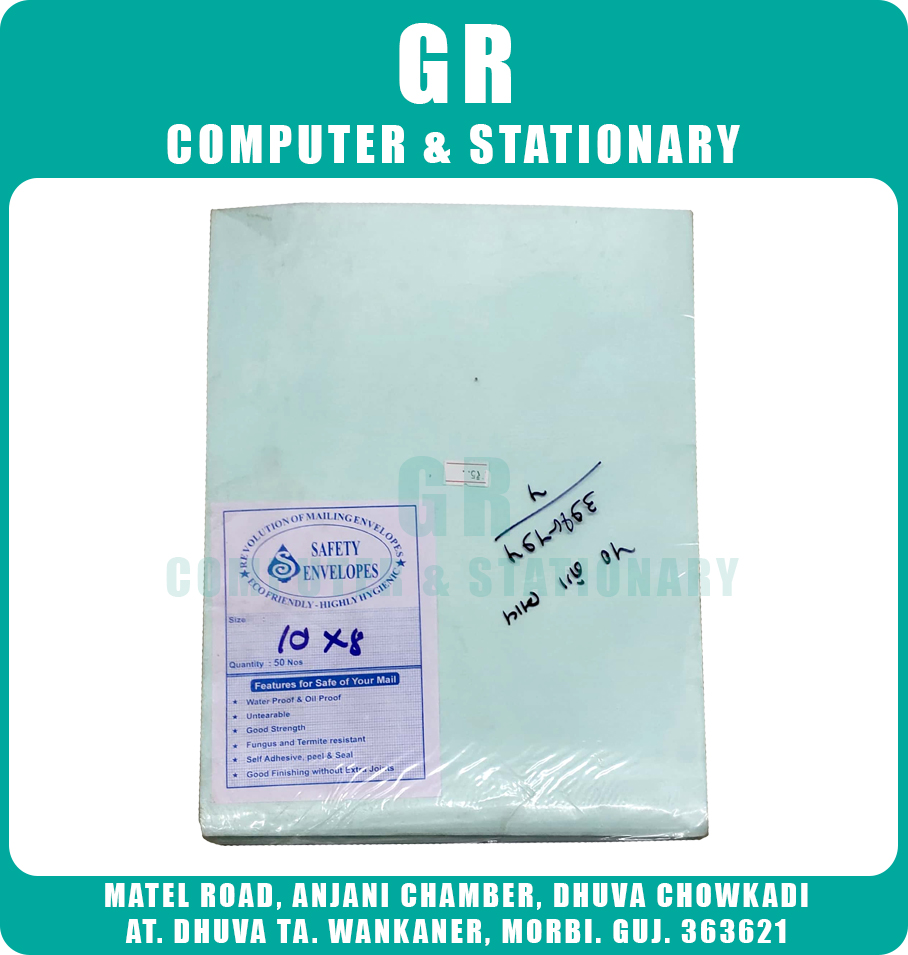 GR
COMPUTER & STATIONARY
GR
COMPUTER & STATIONARY
REVOLUTION OF MAILING ENVELOPES
SAFETY
ENVELOPES
ECO FRIENDLY - HIGHLY HYGIENIC
Size
10 x 8
Quantity : 50 Nos
Features for Safe of Your Mail
★ Water Proof & Oil Proof
★ Untearable
★ Good Strength
★ Fungus and Termite resistant
★ Self Adhesive, peel & Seal
★ Good Finishing without Extra Joints
MATEL ROAD, ANJANI CHAMBER, DHUVA CHOWKADI
AT. DHUVA TA. WANKANER, MORBI. GUJ. 363621